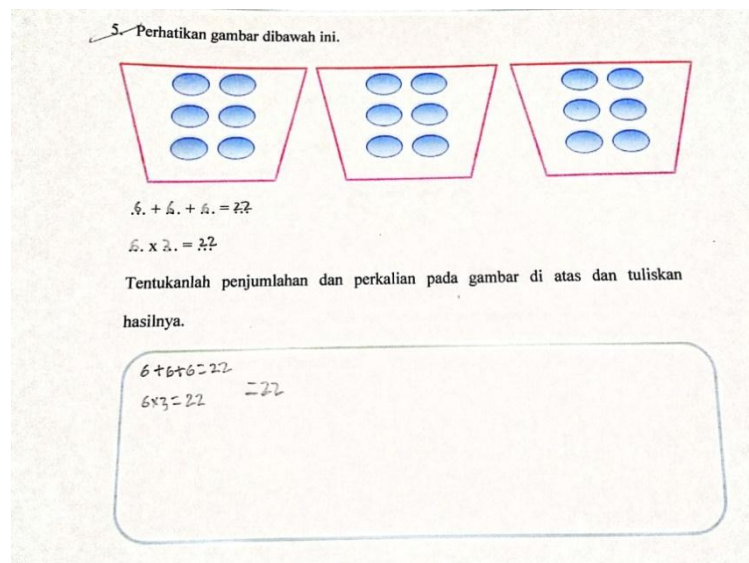 5. Perhatikan gambar dibawah ini.
.6. + 6. + 6. = 22
6. x 3. = 22
Tentukanlah penjumlahan dan perkalian pada gambar di atas dan tuliskan
hasilnya.
6+6+6=22
6x3=22 =22